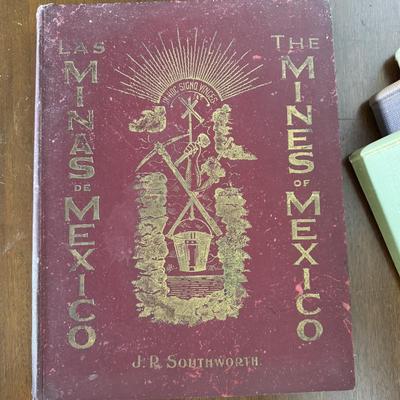 LAS
MINAS
DE
MEXICO
THE
MINES
OF
MEXICO
IN HOC SIGNO VINCES
J. R. SOUTHWORTH.